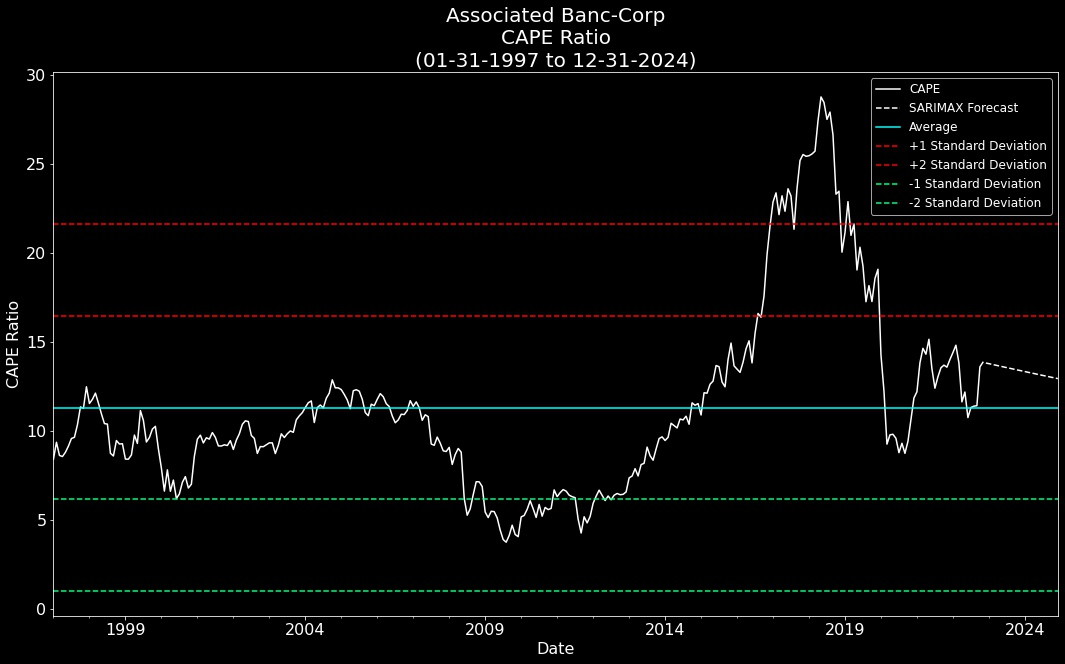 Associated Banc-Corp
CAPE Ratio
(01-31-1997 to 12-31-2024)
CAPE
SARIMAX Forecast
Average
+1 Standard Deviation
+2 Standard Deviation
-1 Standard Deviation
-2 Standard Deviation
CAPE Ratio
30
25
20
15
10
5
0
1999
2004
2009
2014
2019
2024
Date